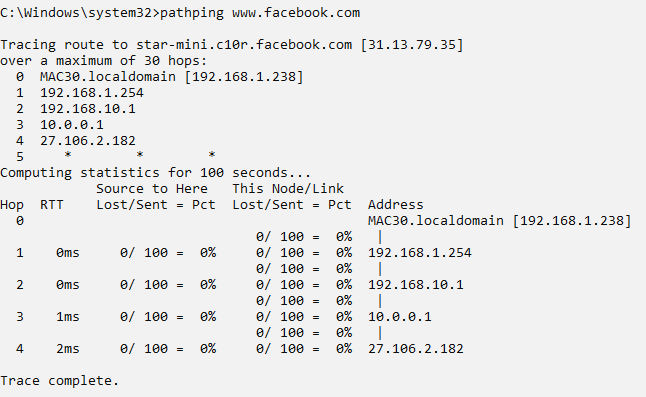 C:\Windows\system32>pathping www.facebook.com
Tracing route to star-mini.c10r.facebook.com [31.13.79.35]
over a maximum of 30 hops:
  0  MAC30.localdomain [192.168.1.238]
  1  192.168.1.254
  2  192.168.10.1
  3  10.0.0.1
  4  27.106.2.182
  5     *        *        *
Computing statistics for 100 seconds...
            Source to Here   This Node/Link
Hop  RTT    Lost/Sent = Pct  Lost/Sent = Pct  Address
  0                                           MAC30.localdomain [192.168.1.238]
                                0/ 100 =  0%   |
  1    0ms     0/ 100 =  0%     0/ 100 =  0%  192.168.1.254
                                0/ 100 =  0%   |
  2    0ms     0/ 100 =  0%     0/ 100 =  0%  192.168.10.1
                                0/ 100 =  0%   |
  3    1ms     0/ 100 =  0%     0/ 100 =  0%  10.0.0.1
                                0/ 100 =  0%   |
  4    2ms     0/ 100 =  0%     0/ 100 =  0%  27.106.2.182
Trace complete.